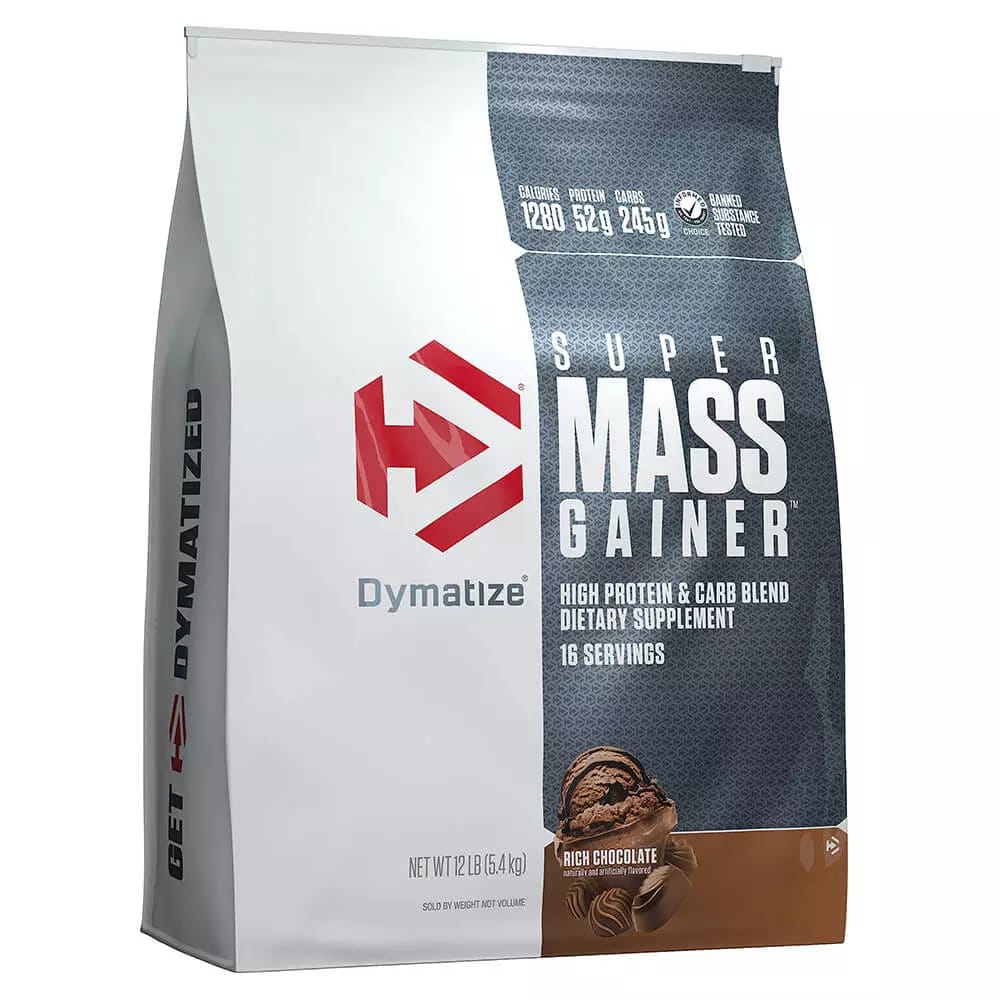 CALORIES PROTEIN CARBS
1280 52g 245g
INFORMED
CHOICE
BANNED
SUBSTANCE
TESTED
SUPER
MASS
GAINER™
HIGH PROTEIN & CARB BLEND
DIETARY SUPPLEMENT
16 SERVINGS
Dymatize®
GET DYMATIZED
RICH CHOCOLATE
naturally and artificially flavored
NET WT 12 LB (5.4 kg)
SOLD BY WEIGHT NOT VOLUME